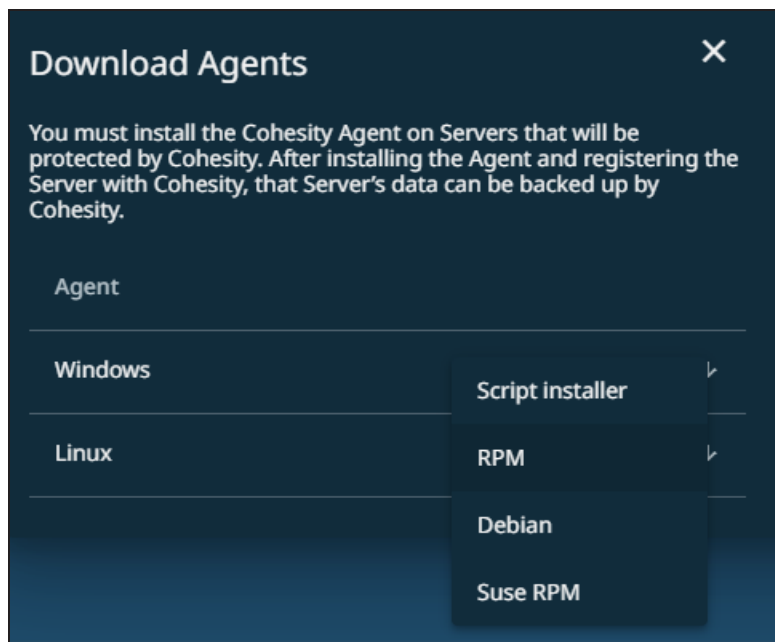 Download Agents
You must install the Cohesity Agent on Servers that will be
protected by Cohesity. After installing the Agent and registering the
Server with Cohesity, that Server's data can be backed up by
Cohesity.
Agent
Windows
Script installer
Linux
RPM
Debian
Suse RPM